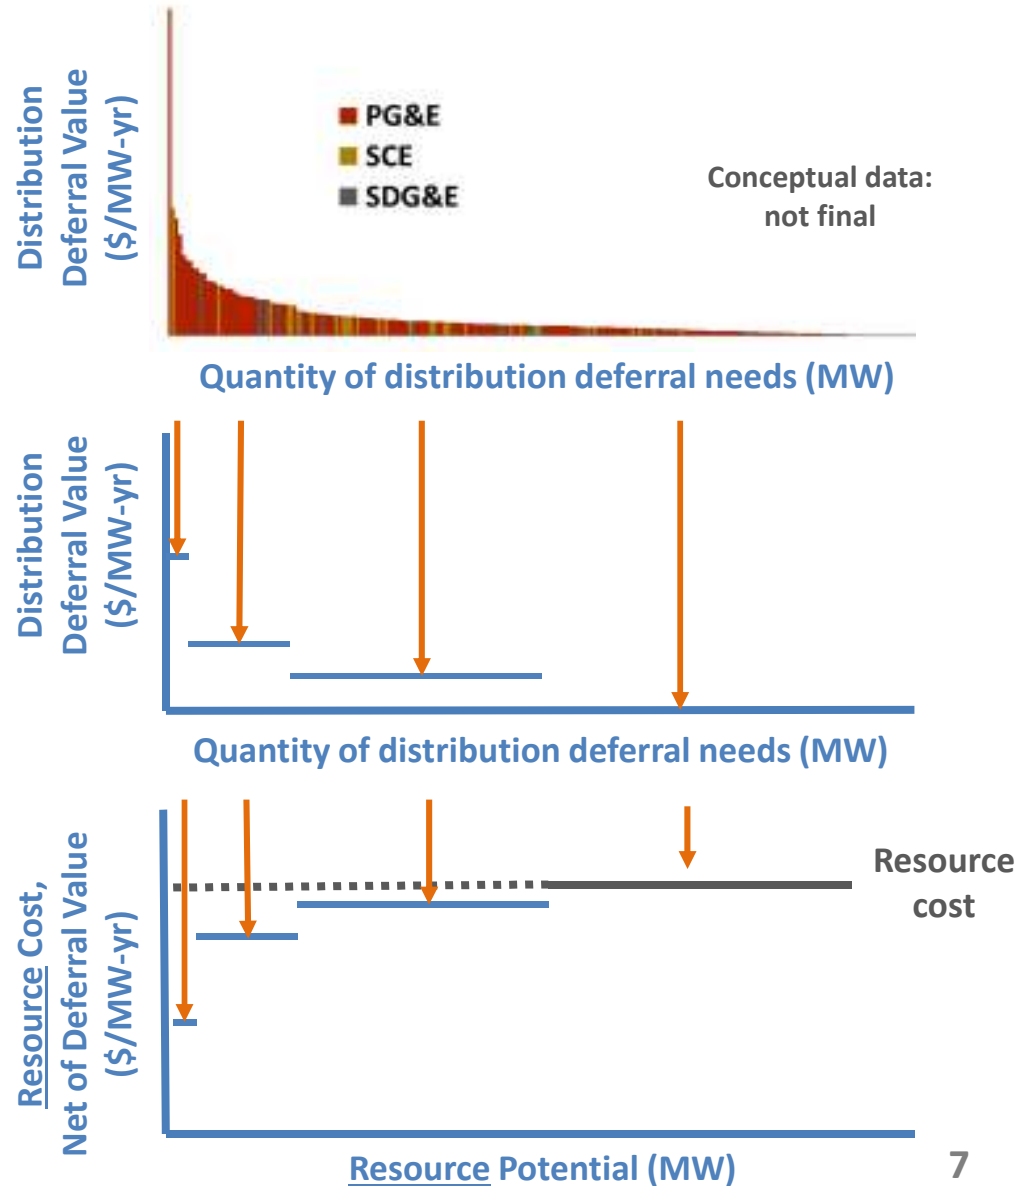 Distribution
Deferral Value
($/MW-yr)
PG&E
SCE
SDG&E
Conceptual data:
not final
Quantity of distribution deferral needs (MW)
Distribution
Deferral Value
($/MW-yr)
Quantity of distribution deferral needs (MW)
Resource Cost,
Net of Deferral Value
($/MW-yr)
Resource
cost
Resource Potential (MW)
7